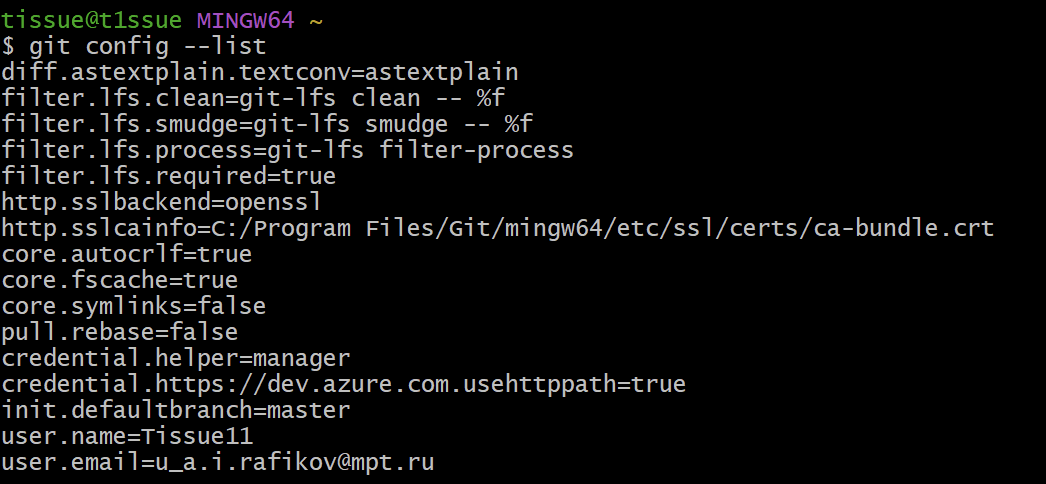 tissue@t1ssue MINGW64 ~
$ git config --list
diff.astextplain.textconv=astextplain
filter.lfs.clean=git-lfs clean -- %f
filter.lfs.smudge=git-lfs smudge -- %f
filter.lfs.process=git-lfs filter-process
filter.lfs.required=true
http.sslbackend=openssl
http.sslcainfo=C:/Program Files/Git/mingw64/etc/ssl/certs/ca-bundle.crt
core.autocrlf=true
core.fscache=true
core.symlinks=false
pull.rebase=false
credential.helper=manager
credential.https://dev.azure.com.usehttppath=true
init.defaultbranch=master
user.name=Tissue11
user.email=u_a.i.rafikov@mpt.ru